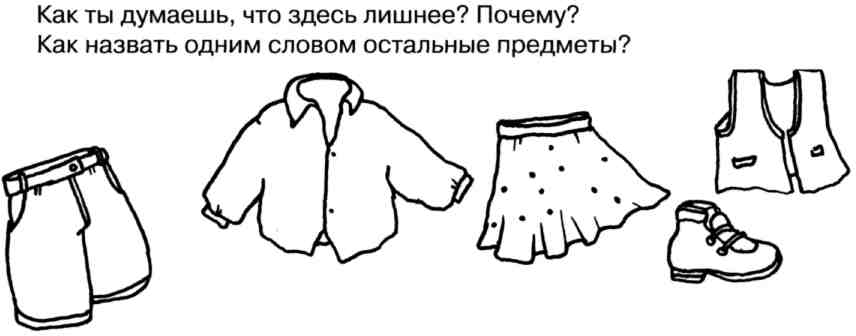 Как ты думаешь, что здесь лишнее? Почему?
Как назвать одним словом остальные предметы?